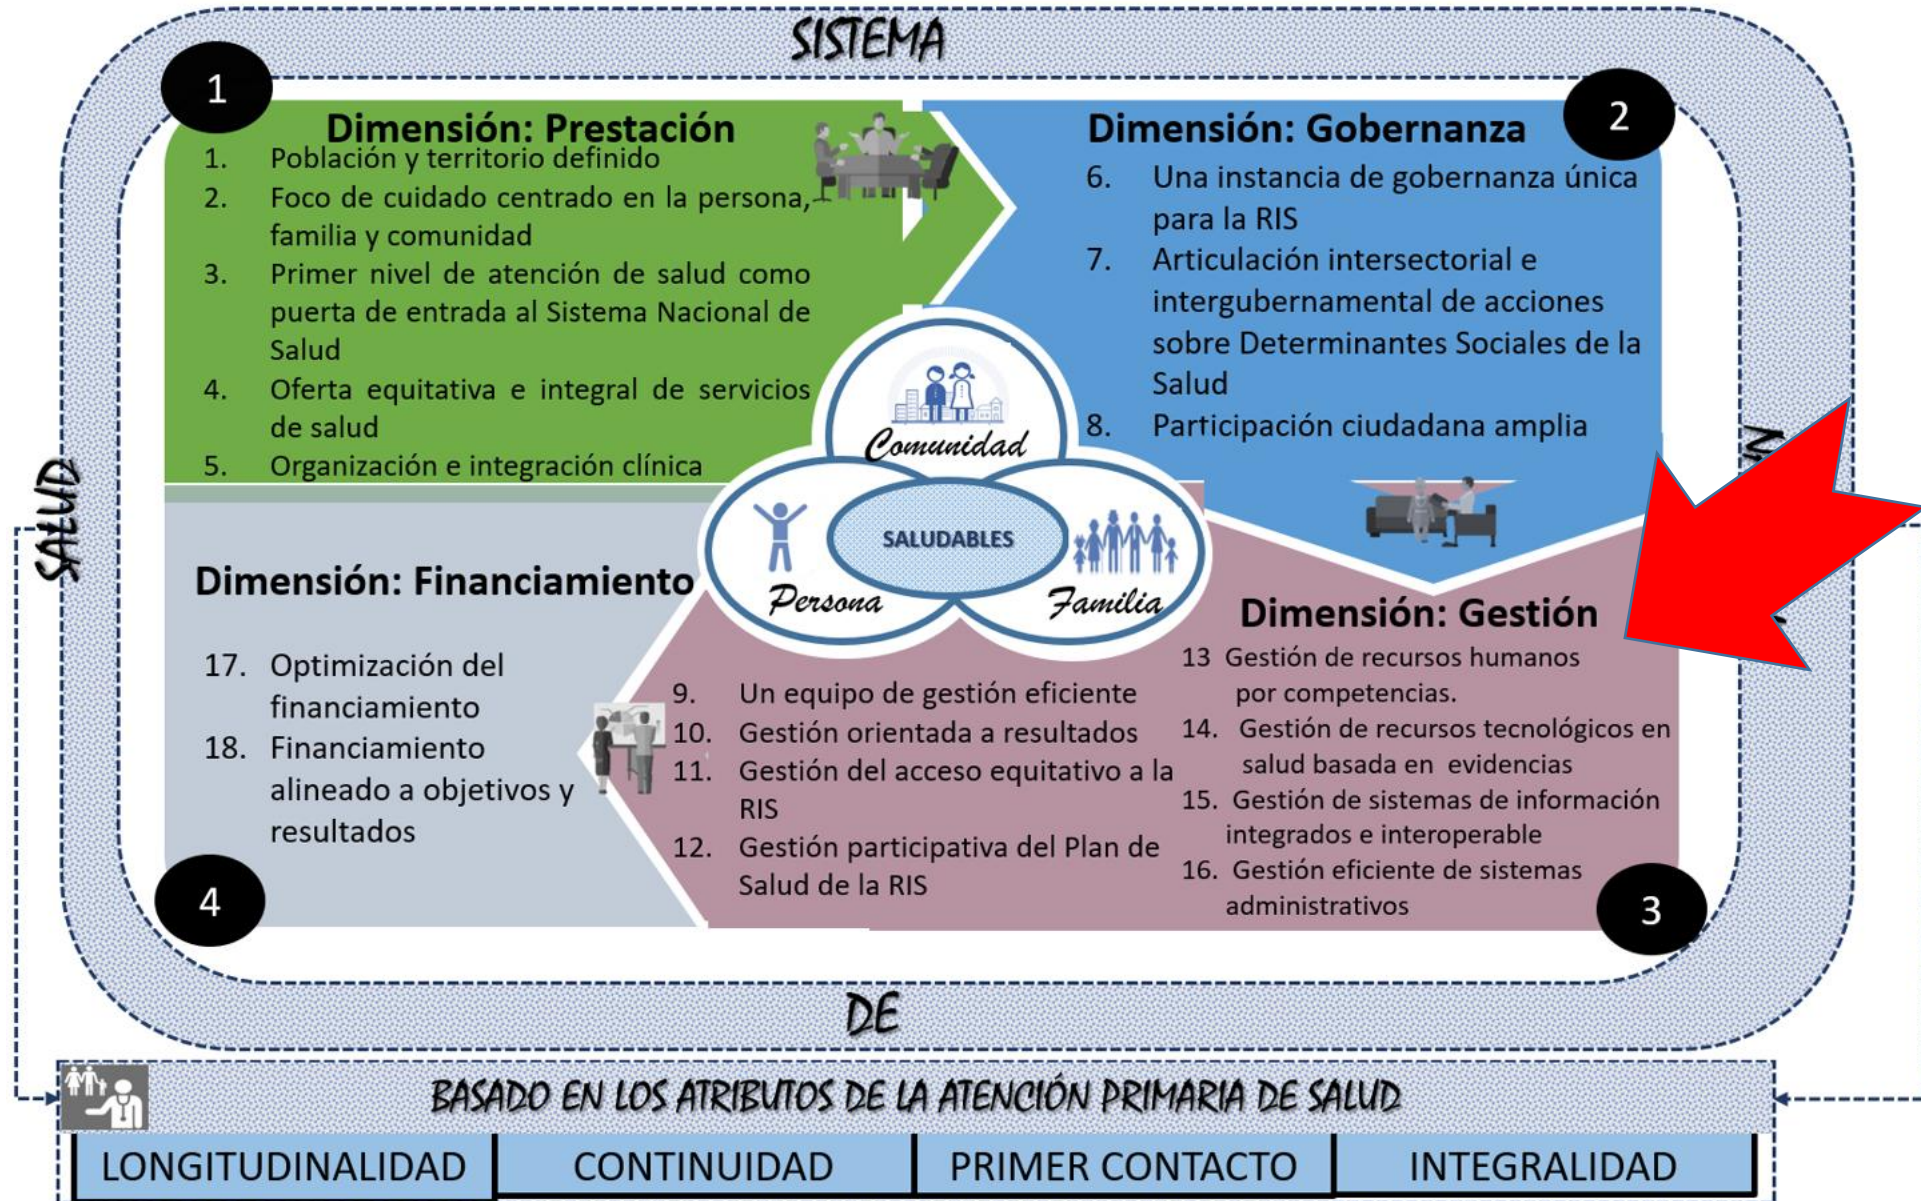 SISTEMA
1
Dimensión: Prestación
1. Población y territorio definido
2. Foco de cuidado centrado en la persona,
familia y comunidad
3. Primer nivel de atención de salud como
puerta de entrada al Sistema Nacional de
Salud
4. Oferta equitativa e integral de servicios
de salud
5. Organización e integración clínica
2
Dimensión: Gobernanza
6. Una instancia de gobernanza única
para la RIS
7. Articulación intersectorial e
intergubernamental de acciones
sobre Determinantes Sociales de la
Salud
8. Participación ciudadana amplia
Comunidad
Persona
SALUDABLES
Familia
SALUD
Dimensión: Gestión
9. Un equipo de gestión eficiente
10. Gestión orientada a resultados
11. Gestión del acceso equitativo a la
RIS
12. Gestión participativa del Plan de
Salud de la RIS
13 Gestión de recursos humanos
por competencias.
14. Gestión de recursos tecnológicos en
salud basada en evidencias
15. Gestión de sistemas de información
integrados e interoperable
16. Gestión eficiente de sistemas
administrativos
3
Dimensión: Financiamiento
17. Optimización del
financiamiento
18. Financiamiento
alineado a objetivos y
resultados
4
DE
BASADO EN LOS ATRIBUTOS DE LA ATENCIÓN PRIMARIA DE SALUD
LONGITUDINALIDAD
CONTINUIDAD
PRIMER CONTACTO
INTEGRALIDAD